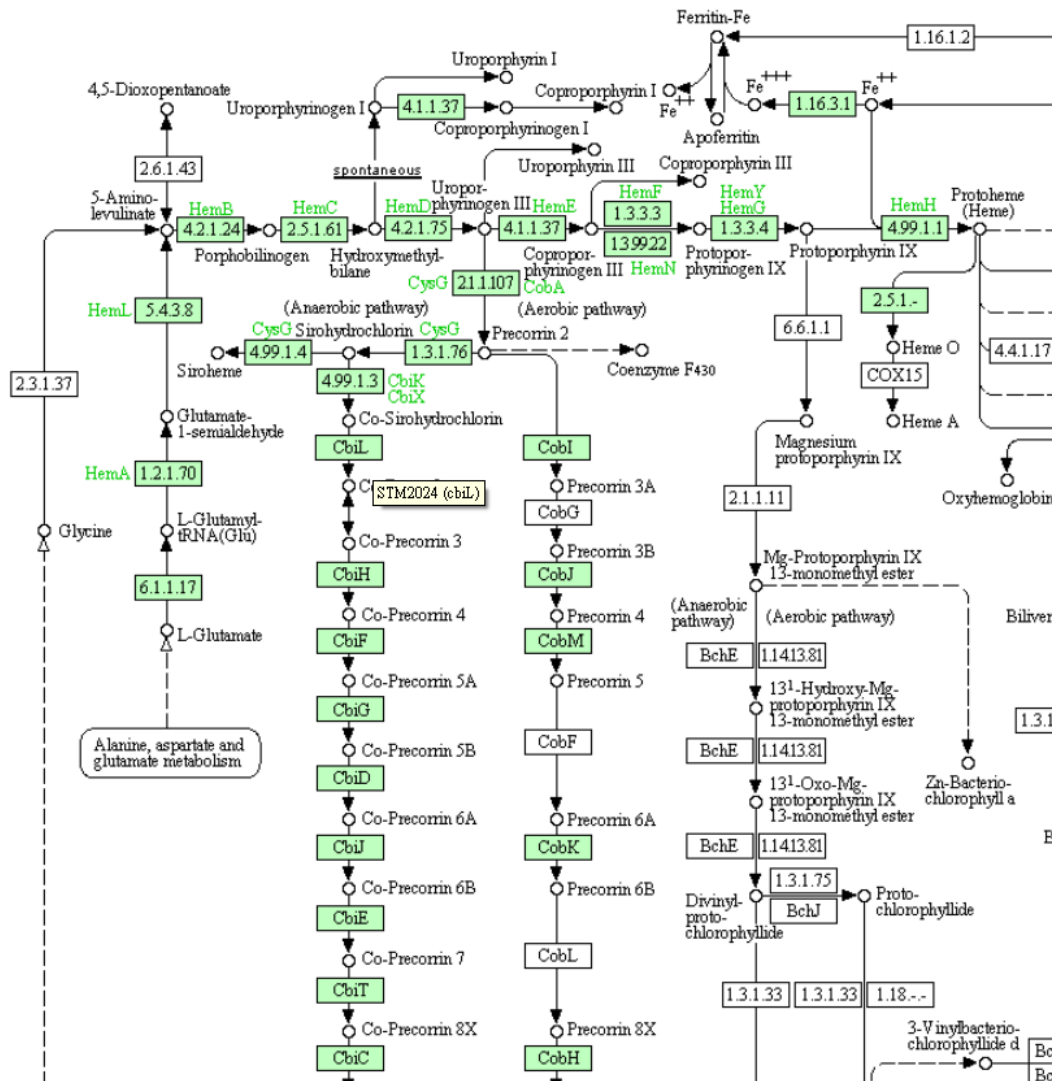 Ferritin-Fe
1.16.1.2
Uroporphyrin I
4,5-Dioxopentanoate
Uroporphyrinogen I
4.1.1.37
Coproporphyrin I
Fe++
Fe+++
1.16.3.1
Fe++
Coproporphyrinogen I
Apoferritin
2.6.1.43
Uroporphyrin III
Coproporphyrin III
spontaneous
5-Amino-
levulinate
Uropor-
phyrinogen III
HemB
4.2.1.24
HemC
2.5.1.61
HemD
4.2.1.75
HemE
4.1.1.37
HemF
1.3.3.3
1.3.99.22
HemN
HemY
HemG
1.3.3.4
HemH
4.99.1.1
Protoheme
(Heme)
Porphobilinogen
Hydroxymethyl-
bilane
Copropor-
phyrinogen III
Protopor-
phyrinogen IX
Protoporphyrin IX
CysG
2.1.1.107
CobA
HemL
5.4.3.8
(Anaerobic pathway)
(Aerobic pathway)
2.5.1.-
CysG
Sirohydrochlorin
CysG
Precorrin 2
6.6.1.1
4.99.1.4
1.3.1.76
Siroheme
Coenzyme F430
Heme O
4.4.1.17
2.3.1.37
4.99.1.3
CbiK
CbiX
COX15
Glutamate-
1-semialdehyde
Co-Sirohydrochlorin
Magnesium
protoporphyrin IX
Heme A
CbiL
CobI
HemA
1.2.1.70
STM2024 (cbiL)
Precorrin 3A
2.1.1.11
Oxyhemoglobin
CobG
Glycine
L-Glutamyl-
tRNA(Glu)
Co-Precorrin 3
Precorrin 3B
Mg-Protoporphyrin IX
13-monomethyl ester
6.1.1.17
CbiH
CobJ
L-Glutamate
Co-Precorrin 4
Precorrin 4
(Anaerobic
pathway)
(Aerobic pathway)
Biliver
CbiF
CobM
BchE
1.14.13.81
Co-Precorrin 5A
Precorrin 5
13¹-Hydroxy-Mg-
protoporphyrin IX
13-monomethyl ester
CbiG
1.3.1
Alanine, aspartate and
glutamate metabolism
Co-Precorrin 5B
CobF
BchE
1.14.13.81
CbiD
Zn-Bacterio-
chlorophyll a
13¹-Oxo-Mg-
protoporphyrin IX
13-monomethyl ester
Co-Precorrin 6A
Precorrin 6A
CbiJ
CobK
BchE
1.14.13.81
B
Co-Precorrin 6B
Precorrin 6B
1.3.1.75
BchJ
Divinyl-
proto-
chlorophyllide
Proto-
chlorophyllide
CbiE
Co-Precorrin 7
CobL
CbiT
1.3.1.33
1.3.1.33
1.18.-.-
Co-Precorrin 8X
Precorrin 8X
3-Vinylbacterio-
chlorophyllide d
CbiC
CobH
Bc
Bc